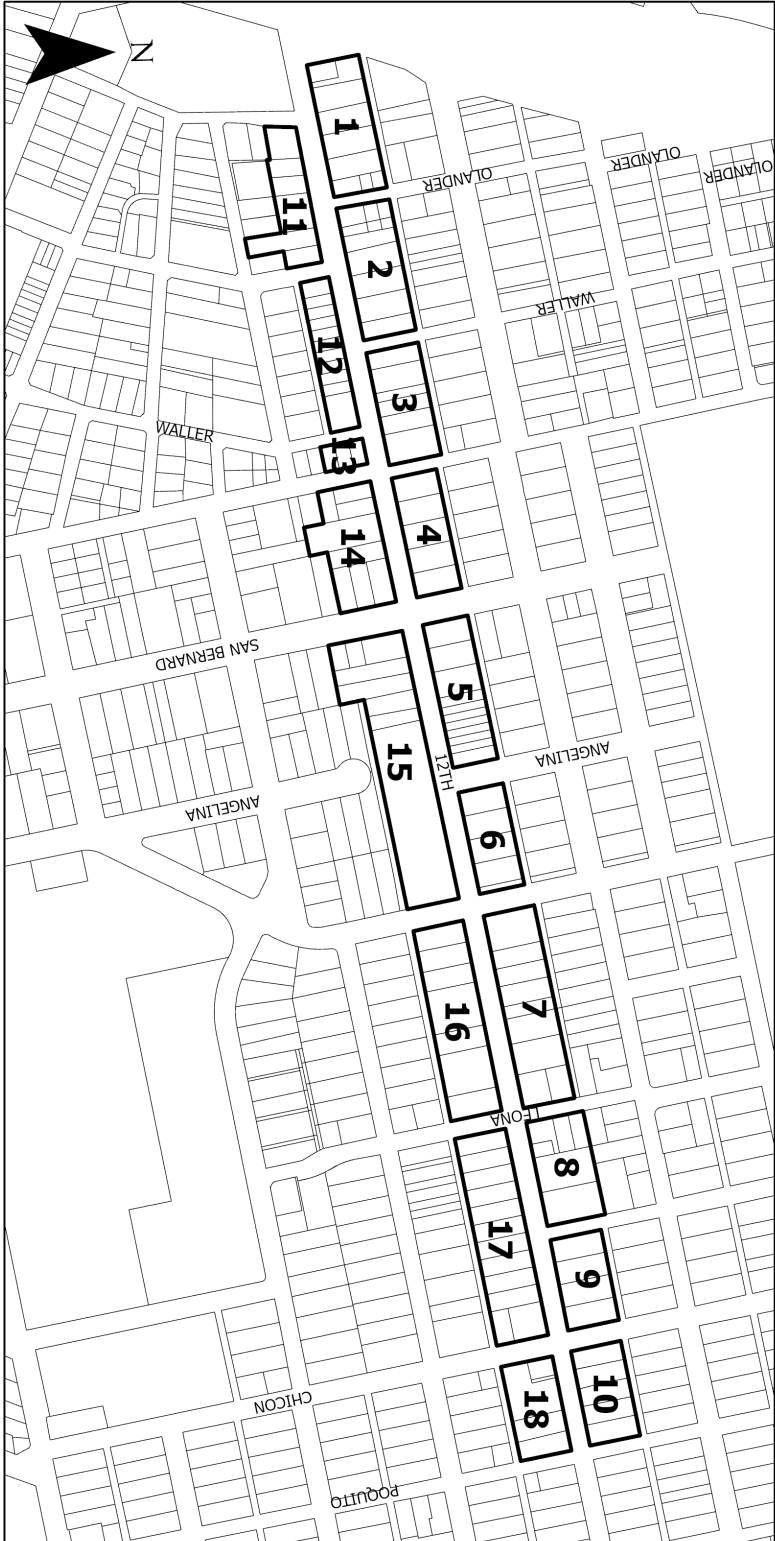 N
1
OLANDER
OLANDER
OLANDER
11
2
WALLER
12
3
WALLER
13
4
14
SAN BERNARD
5
15
12TH
ANGELINA
ANGELINA
6
7
16
LEONA
8
17
9
10
18
CHICON
POQUITO